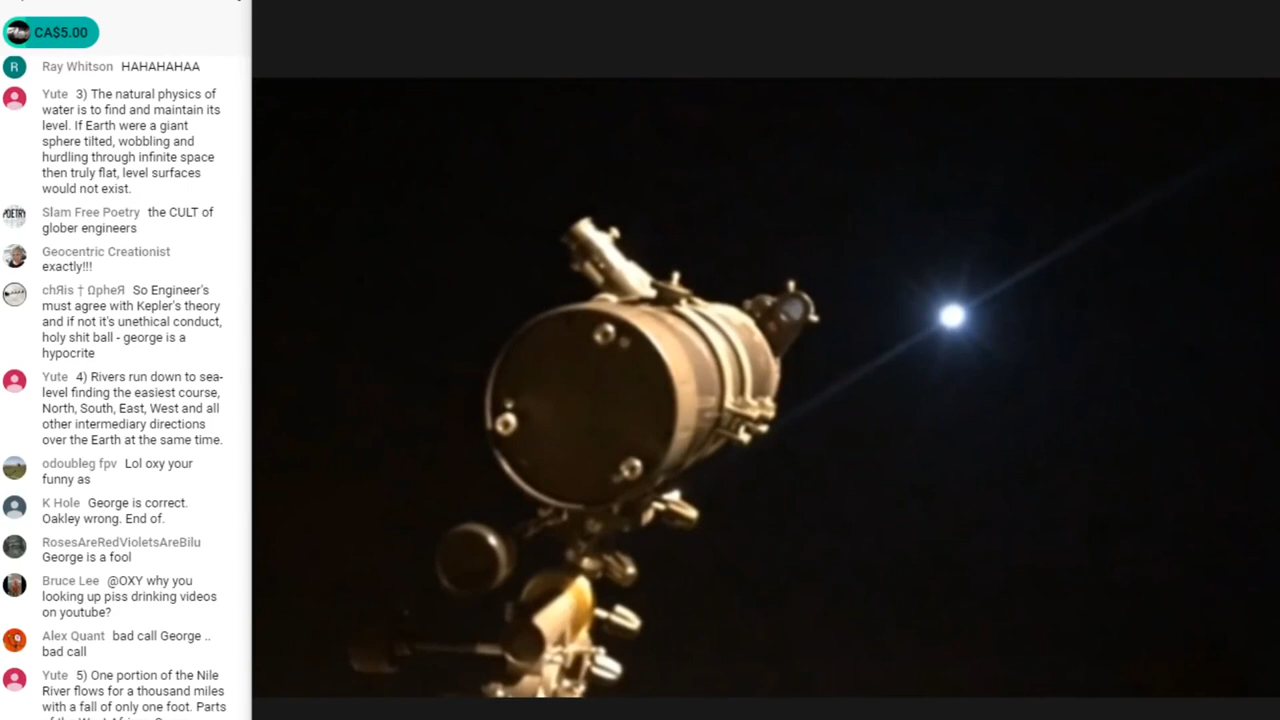 CA$5.00
Ray Whitson HAHAHAHAA
Yute 3) The natural physics of
water is to find and maintain its
level. If Earth were a giant
sphere tilted, wobbling and
hurdling through infinite space
then truly flat, level surfaces
would not exist.
Slam Free Poetry the CULT of
glober engineers
Geocentric Creationist
exactly!!!
chЯis † ΩpheЯ So Engineer's
must agree with Kepler's theory
and if not it's unethical conduct,
holy shit ball - george is a
hypocrite
Yute 4) Rivers run down to sea-
level finding the easiest course,
North, South, East, West and all
other intermediary directions
over the Earth at the same time.
odoubleg fpv Lol oxy your
funny as
K Hole George is correct.
Oakley wrong. End of.
RosesAreRedVioletsAreBilu
George is a fool
Bruce Lee @OXY why you
looking up piss drinking videos
on youtube?
Alex Quant bad call George ..
bad call
Yute 5) One portion of the Nile
River flows for a thousand miles
with a fall of only one foot. Parts